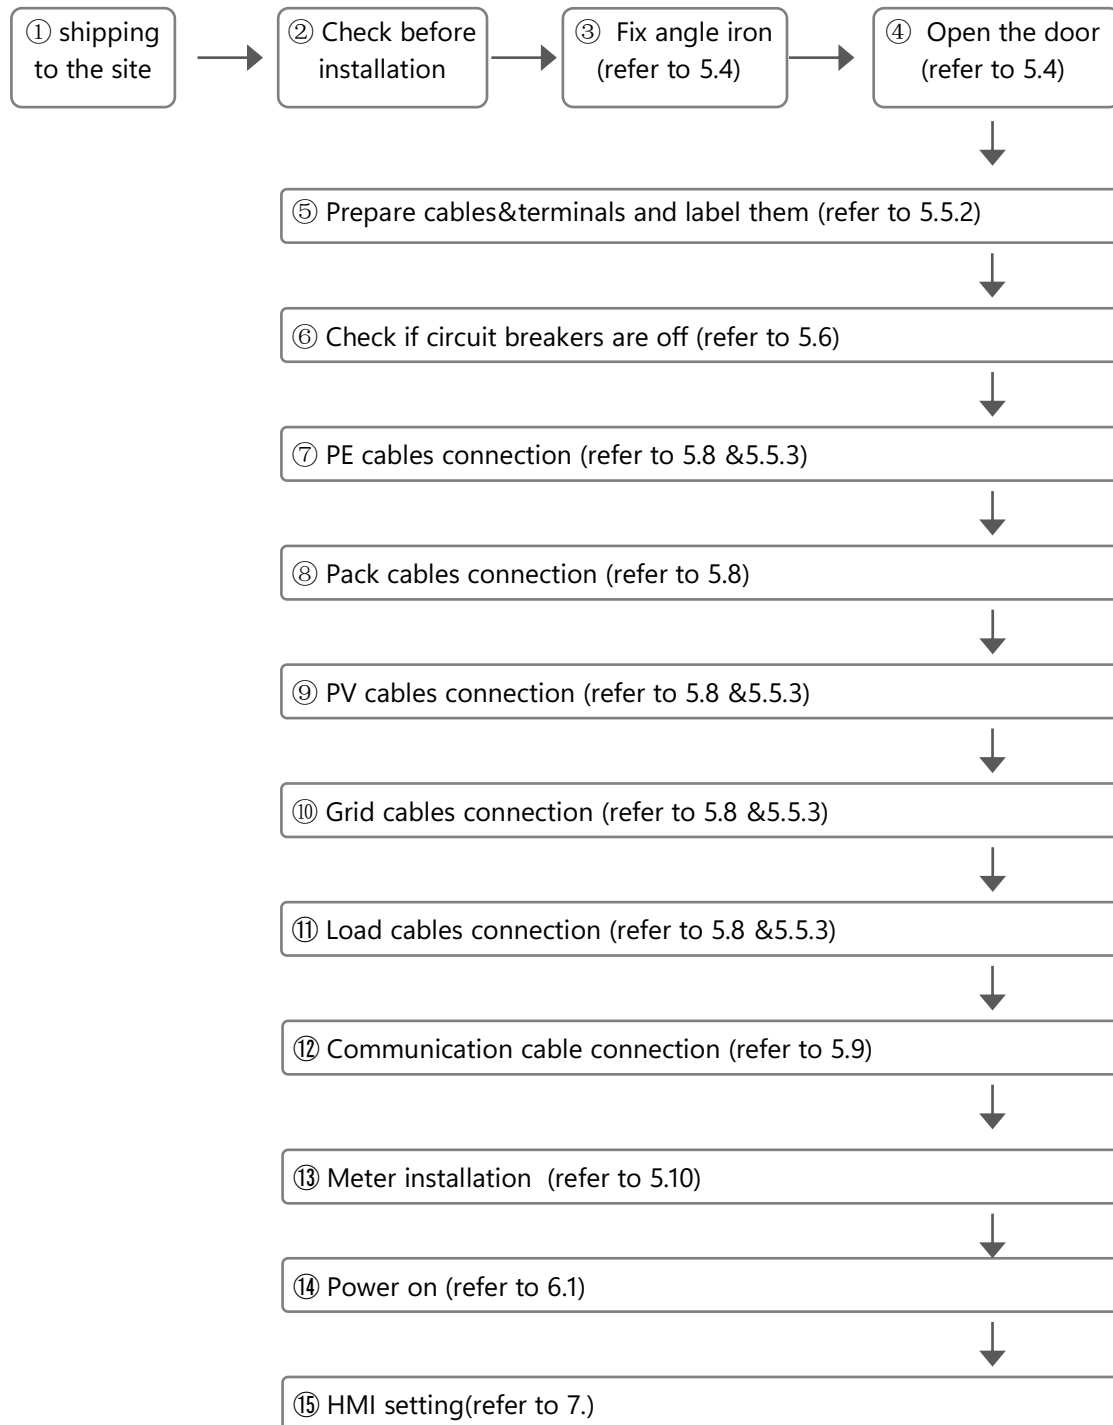 ① shipping
to the site
② Check before
installation
③ Fix angle iron
(refer to 5.4)
④ Open the door
(refer to 5.4)
⑤ Prepare cables&terminals and label them (refer to 5.5.2)
⑥ Check if circuit breakers are off (refer to 5.6)
⑦ PE cables connection (refer to 5.8 &5.5.3)
⑧ Pack cables connection (refer to 5.8)
⑨ PV cables connection (refer to 5.8 &5.5.3)
⑩ Grid cables connection (refer to 5.8 &5.5.3)
⑪ Load cables connection (refer to 5.8 &5.5.3)
⑫ Communication cable connection (refer to 5.9)
⑬ Meter installation (refer to 5.10)
⑭ Power on (refer to 6.1)
⑮ HMI setting(refer to 7.)